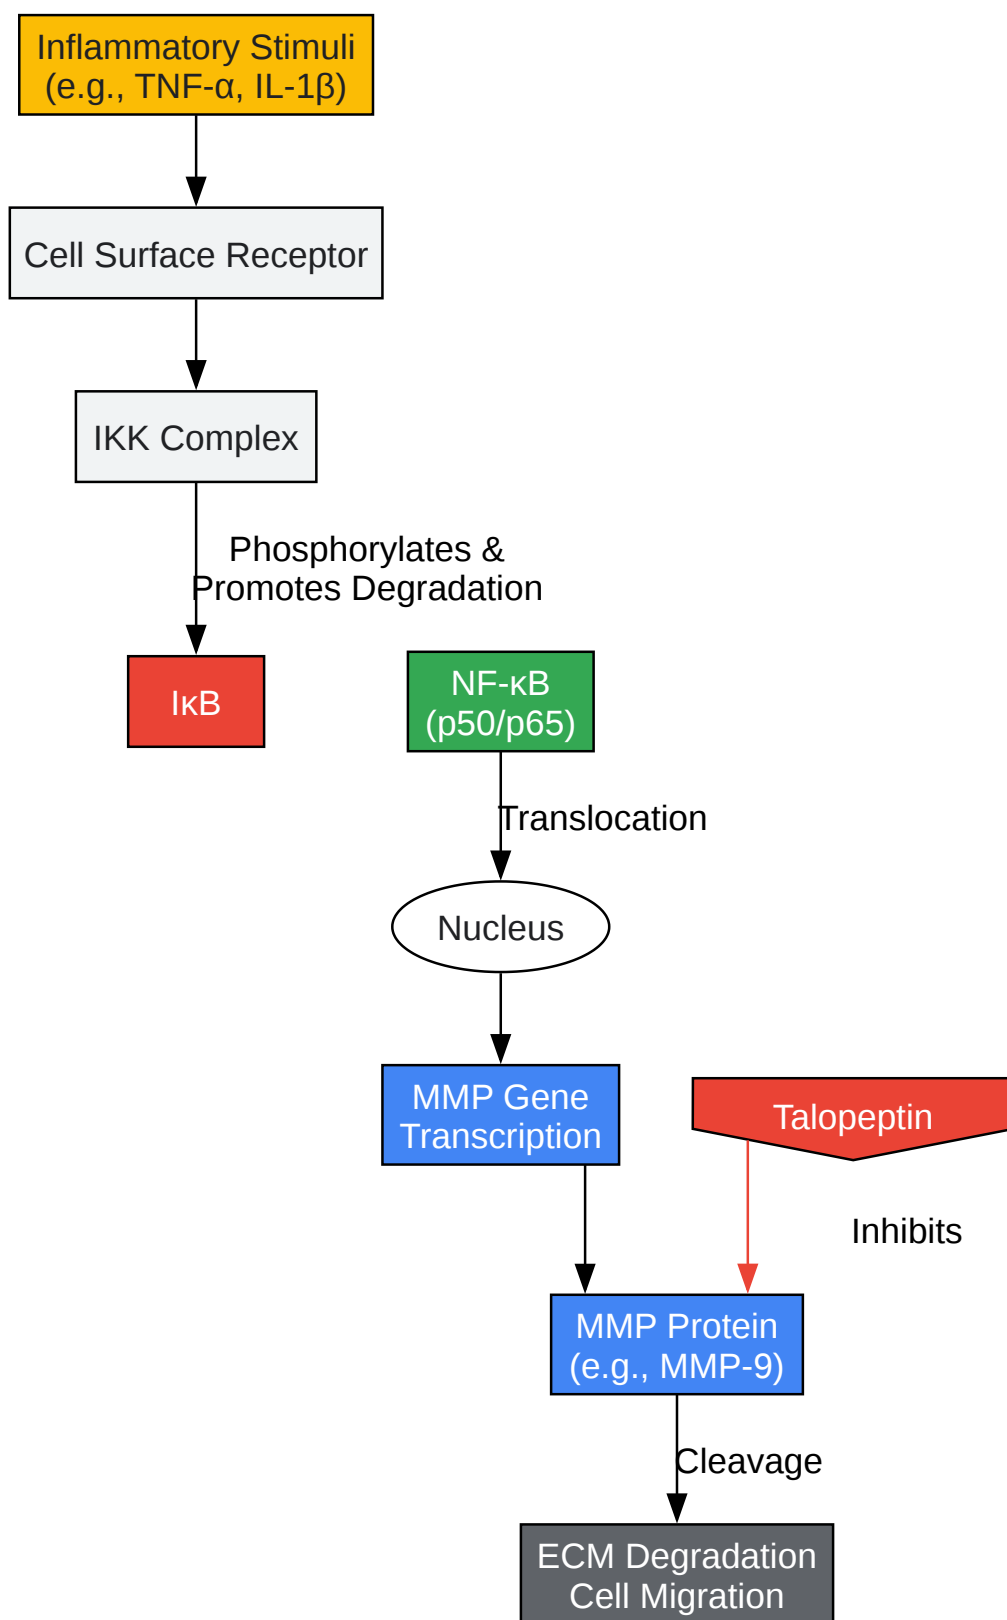 Inflammatory Stimuli
(e.g., TNF-α, IL-1β)
Cell Surface Receptor
IKK Complex
Phosphorylates &
Promotes Degradation
IκB
NF-κB
(p50/p65)
Translocation
Nucleus
MMP Gene
Transcription
Talopeptin
Inhibits
MMP Protein
(e.g., MMP-9)
Cleavage
ECM Degradation
Cell Migration